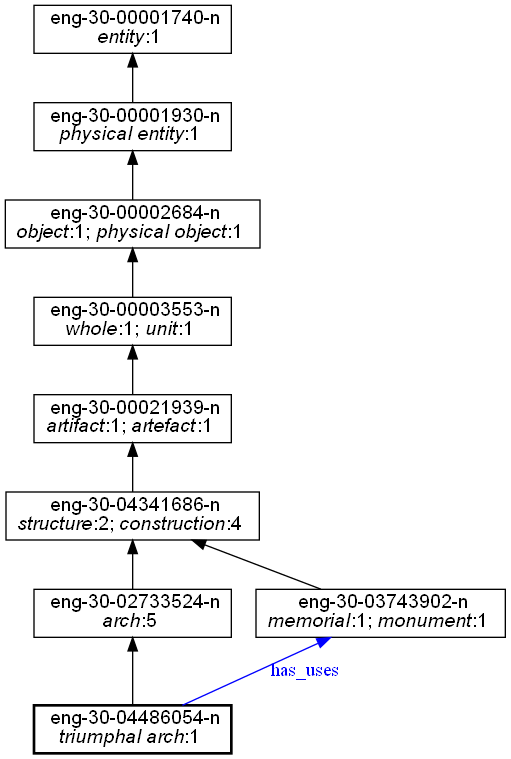 eng-30-00001740-n
entity:1
eng-30-00001930-n
physical entity:1
eng-30-00002684-n
object:1; physical object:1
eng-30-00003553-n
whole:1; unit:1
eng-30-00021939-n
artifact:1; artefact:1
eng-30-04341686-n
structure:2; construction:4
eng-30-02733524-n
arch:5
eng-30-03743902-n
memorial:1; monument:1
has_uses
eng-30-04486054-n
triumphal arch:1